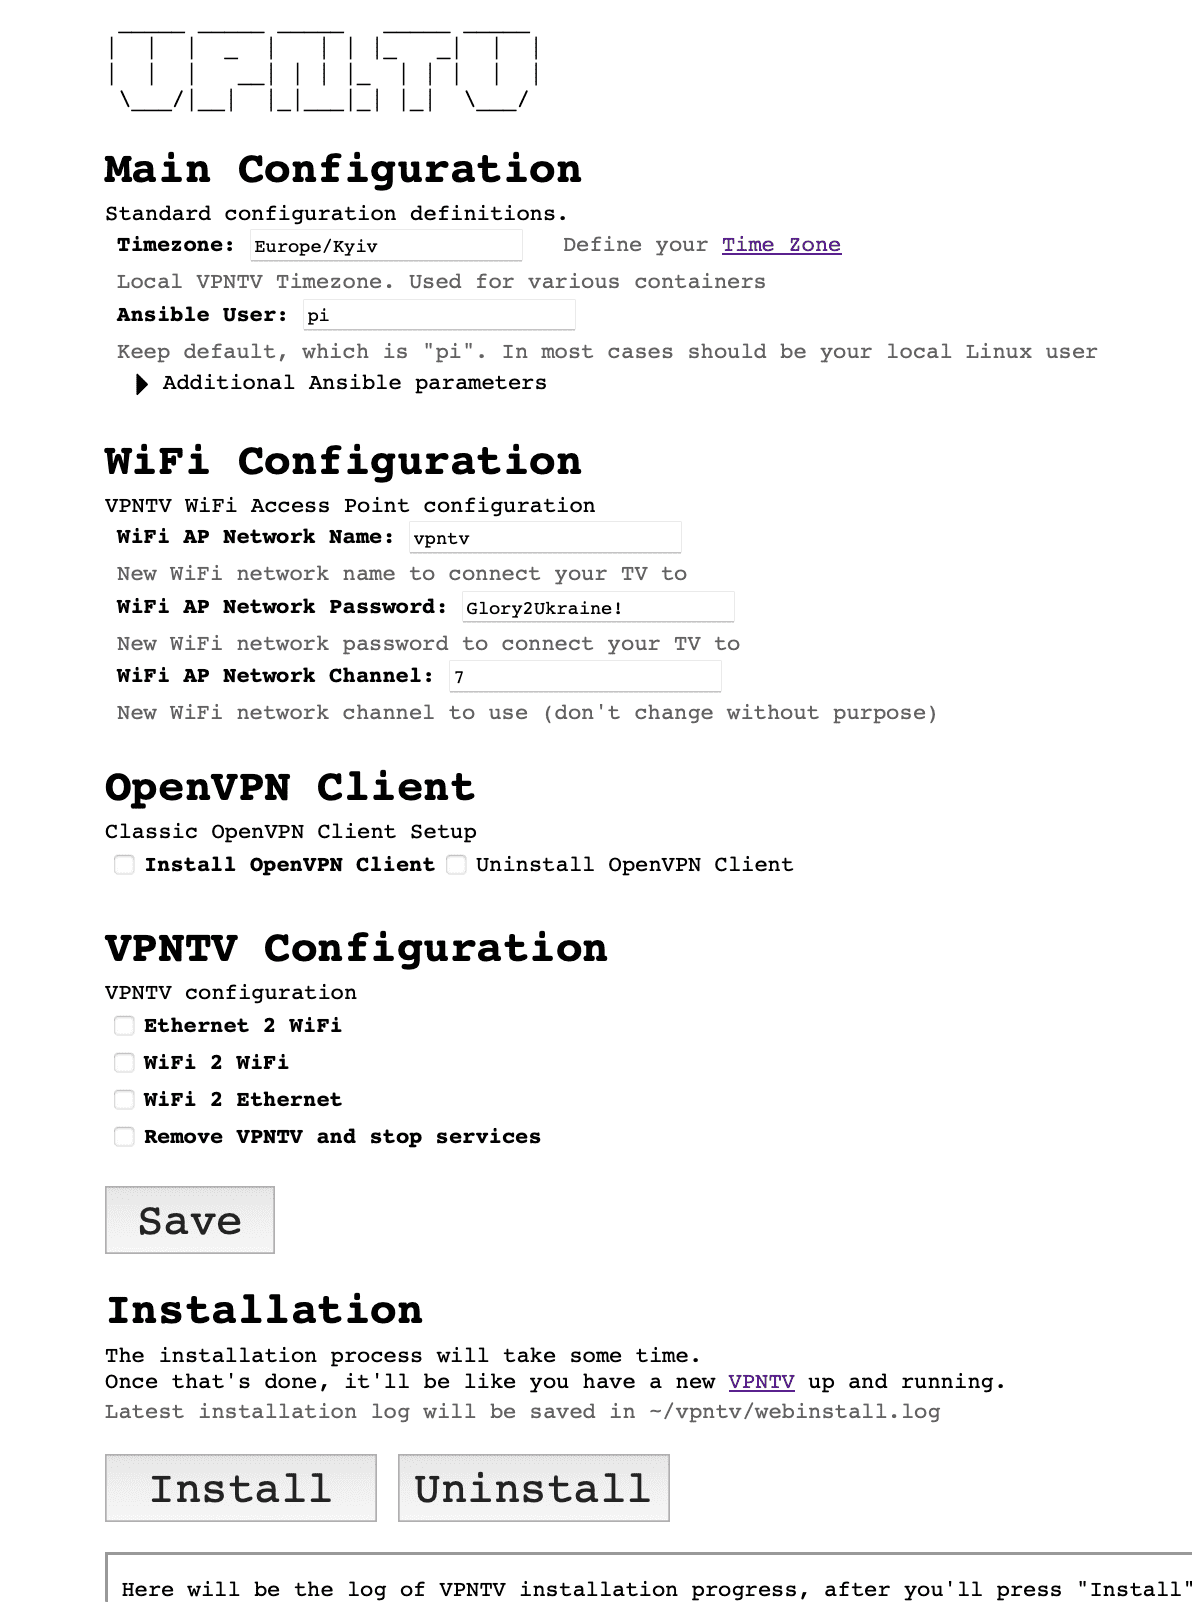 VPN.TV
Main Configuration
Standard configuration definitions.
Timezone: Europe/Kyiv Define your Time Zone
Local VPNTV Timezone. Used for various containers
Ansible User: pi
Keep default, which is "pi". In most cases should be your local Linux user
Additional Ansible parameters
WiFi Configuration
VPNTV WiFi Access Point configuration
WiFi AP Network Name: vpntv
New WiFi network name to connect your TV to
WiFi AP Network Password: Glory2Ukraine!
New WiFi network password to connect your TV to
WiFi AP Network Channel: 7
New WiFi network channel to use (don't change without purpose)
OpenVPN Client
Classic OpenVPN Client Setup
Install OpenVPN Client Uninstall OpenVPN Client
VPNTV Configuration
VPNTV configuration
Ethernet 2 WiFi
WiFi 2 WiFi
WiFi 2 Ethernet
Remove VPNTV and stop services
Save
Installation
The installation process will take some time.
Once that's done, it'll be like you have a new VPNTV up and running.
Latest installation log will be saved in ~/vpntv/webinstall.log
Install Uninstall
Here will be the log of VPNTV installation progress, after you'll press "Install"